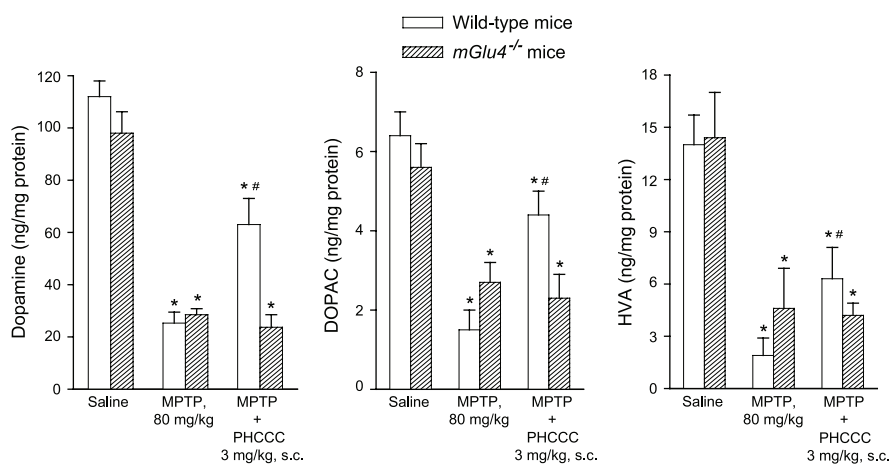 Wild-type mice
mGlu4-/- mice
Dopamine (ng/mg protein)
120
100
80
60
40
20
0
* *
* #
*
Saline
MPTP,
80 mg/kg
MPTP
+
PHCCC
3 mg/kg, s.c.
DOPAC (ng/mg protein)
8
6
4
2
0
*
*
* #
*
Saline
MPTP,
80 mg/kg
MPTP
+
PHCCC
3 mg/kg, s.c.
HVA (ng/mg protein)
18
15
12
9
6
3
0
*
*
* #
*
Saline
MPTP,
80 mg/kg
MPTP
+
PHCCC
3 mg/kg, s.c.